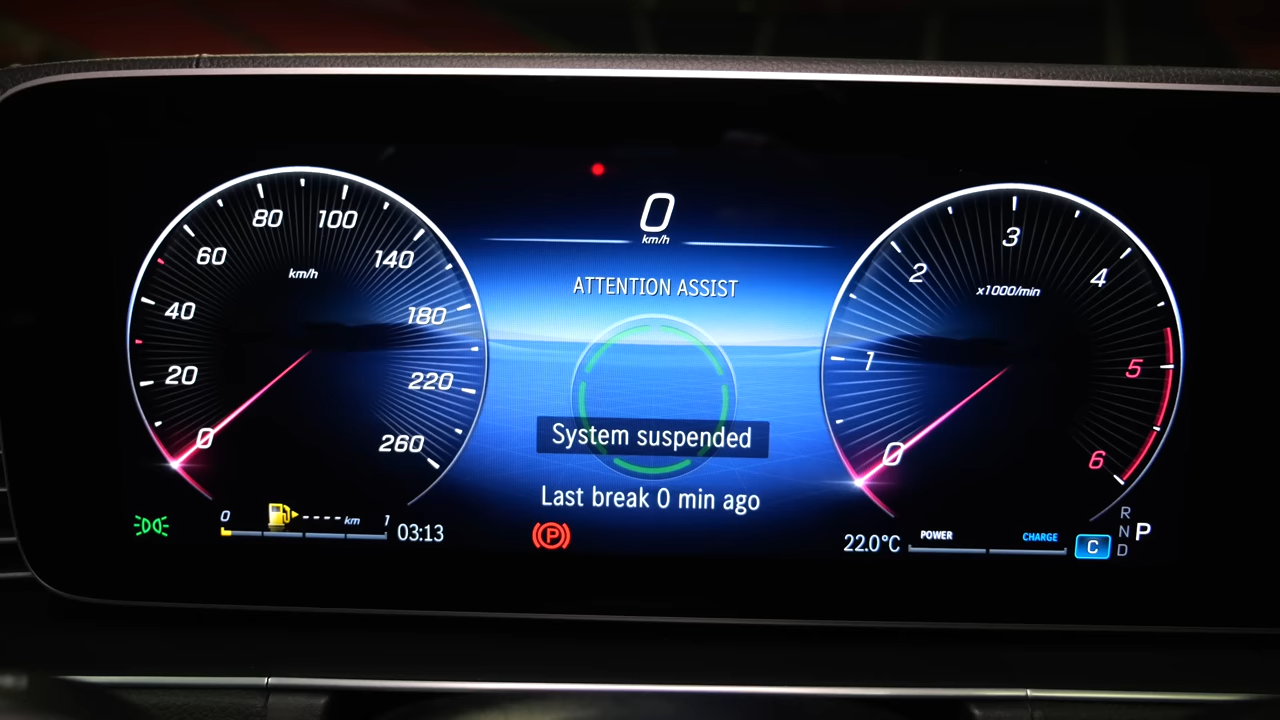 0
km/h
ATTENTION ASSIST
System suspended
Last break 0 min ago
0
20
40
60
80
100
140
180
220
260
km/h
0
---- km
1
03:13
P
0
1
2
3
4
5
6
x1000/min
22.0°C
POWER
CHARGE
C
R
N
D
P